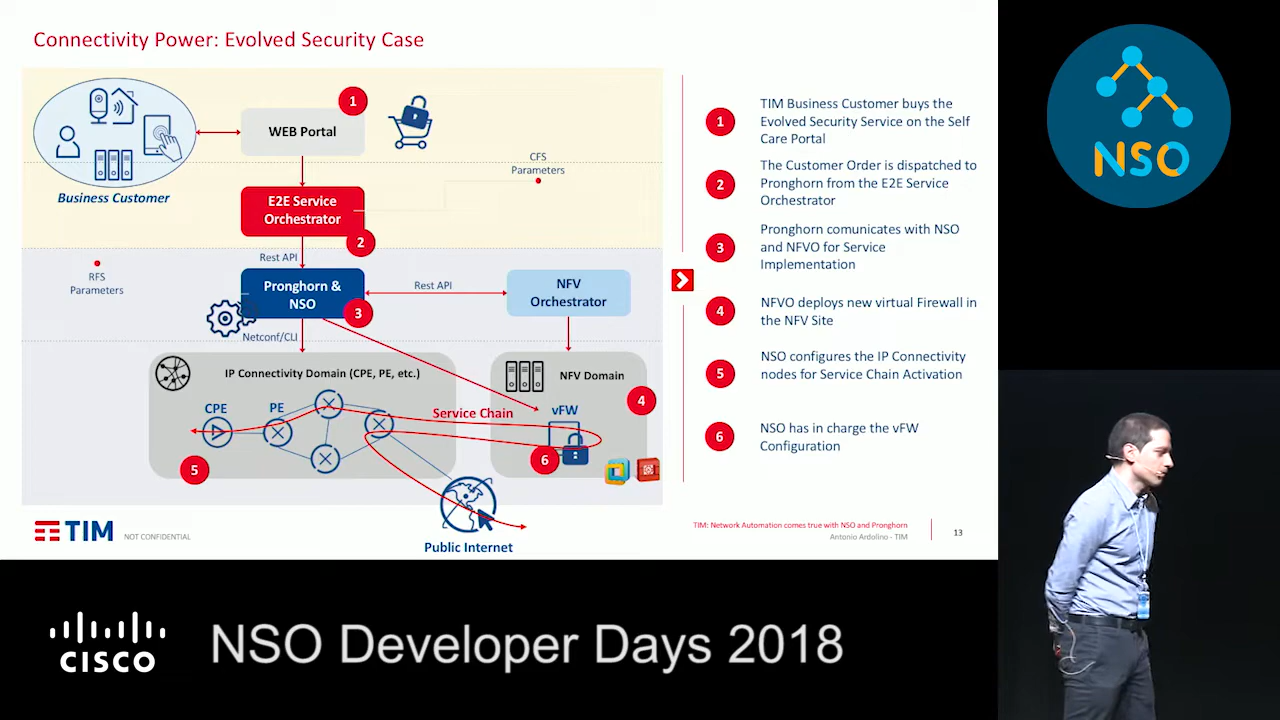 Connectivity Power: Evolved Security Case
1
WEB Portal
CFS
Parameters
Business Customer
E2E Service
Orchestrator
2
Rest API
RFS
Parameters
Pronghorn &
NSO
3
Rest API
NFV
Orchestrator
Netconf/CLI
IP Connectivity Domain (CPE, PE, etc.)
NFV Domain
4
CPE
PE
Service Chain
vFW
5
6
Public Internet
1
TIM Business Customer buys the
Evolved Security Service on the Self
Care Portal
2
The Customer Order is dispatched to
Pronghorn from the E2E Service
Orchestrator
3
Pronghorn comunicates with NSO
and NFVO for Service
Implementation
4
NFVO deploys new virtual Firewall in
the NFV Site
5
NSO configures the IP Connectivity
nodes for Service Chain Activation
6
NSO has in charge the vFW
Configuration
TIM
NOT CONFIDENTIAL
TIM: Network Automation comes true with NSO and Pronghorn
Antonio Ardolino - TIM
13
NSO
CISCO
NSO Developer Days 2018